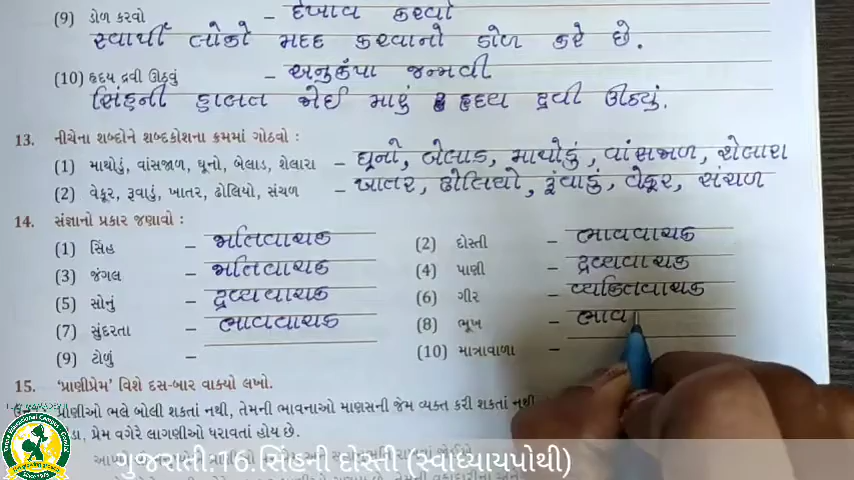 (9) ડોળ કરવો – દેખાવ કરવો
સ્વાર્થી લોકો મદદ કરવાનો ડોળ કરે છે.
(10) હૃદય દ્રવી ઊઠવું – અનુકંપા જન્મવી
સિંહની હાલત જોઈ મારું હૃદય દ્રવી ઊઠ્યું.
13. નીચેના શબ્દોને શબ્દકોશના ક્રમમાં ગોઠવો :
(1) માથોડું, વાંસજાળ, ઘૂનો, બેલાડ, શેલારા – ઘૂનો, બેલાડ, માથોડું, વાંસજાળ, શેલારા
(2) વેકૂર, રૂવાડું, ખાતર, ઢોલિયો, સંચળ – ખાતર, ઢોલિયો, રૂંવાડું, વેકૂર, સંચળ
14. સંજ્ઞાનો પ્રકાર જણાવો :
(1) સિંહ – જાતિવાચક (2) દોસ્તી – ભાવવાચક
(3) જંગલ – જાતિવાચક (4) પાણી – દ્રવ્યવાચક
(5) સોનું – દ્રવ્યવાચક (6) ગીર – વ્યક્તિવાચક
(7) સુંદરતા – ભાવવાચક (8) ભૂખ – ભાવ
(9) ટોળું – (10) માત્રાવાળા –
15. 'પ્રાણીપ્રેમ' વિશે દસ-બાર વાક્યો લખો.
પ્રાણીઓ ભલે બોલી શકતાં નથી, તેમની ભાવનાઓ માણસની જેમ વ્યક્ત કરી શકતાં નથી
પ્રેમ વગેરે લાગણીઓ ધરાવતાં હોય છે.
ગુજરાતી. 16.સિંહની દોસ્તી (સ્વાધ્યાયપોથી)